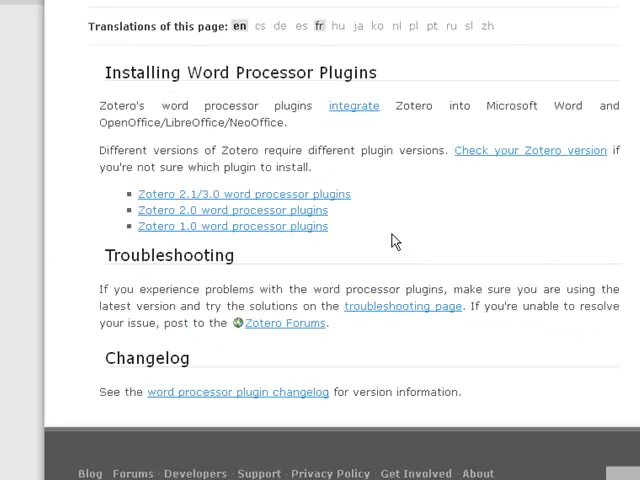 Translations of this page: en cs de es fr hu ja ko nl pl pt ru sl zh
Installing Word Processor Plugins
Zotero's word processor plugins integrate Zotero into Microsoft Word and
OpenOffice/LibreOffice/NeoOffice.
Different versions of Zotero require different plugin versions. Check your Zotero version if
you're not sure which plugin to install.
Zotero 2.1/3.0 word processor plugins
Zotero 2.0 word processor plugins
Zotero 1.0 word processor plugins
Troubleshooting
If you experience problems with the word processor plugins, make sure you are using the
latest version and try the solutions on the troubleshooting page. If you're unable to resolve
your issue, post to the Zotero Forums.
Changelog
See the word processor plugin changelog for version information.
Blog · Forums · Developers · Support · Privacy Policy · Get Involved · About